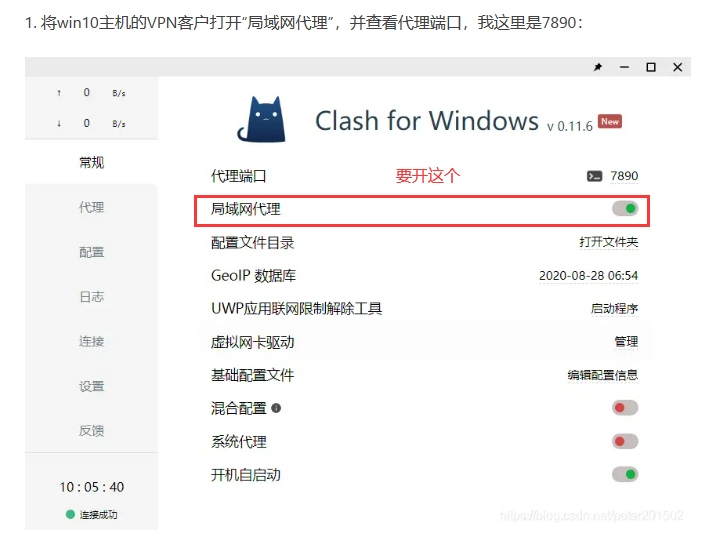 1. 将win10主机的VPN客户打开“局域网代理”，并查看代理端口，我这里是7890：
↑ 0 B/s
↓ 0 B/s
常规
代理
配置
日志
连接
设置
反馈
10 : 05 : 40
连接成功
Clash for Windows v 0.11.6 New
代理端口 要开这个 7890
局域网代理
配置文件目录 打开文件夹
GeoIP 数据库 2020-08-28 06:54
UWP应用联网限制解除工具 启动程序
虚拟网卡驱动 管理
基础配置文件 编辑配置信息
混合配置
系统代理
开机自启动
https://blog.csdn.net/peter201502